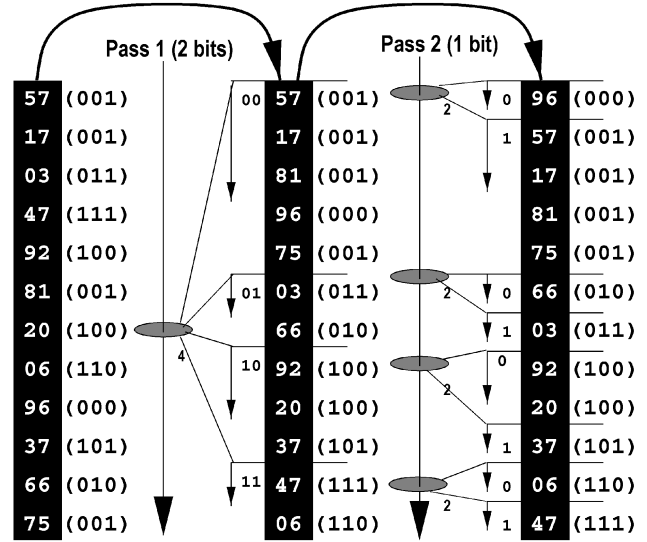 Pass 1 (2 bits) Pass 2 (1 bit)
57 (001) 00 57 (001) 0 96 (000)
2
17 (001) 17 (001) 1 57 (001)
03 (011) 81 (001) 17 (001)
47 (111) 96 (000) 81 (001)
92 (100) 75 (001) 75 (001)
81 (001) 01 03 (011) 2 0 66 (010)
20 (100) 66 (010) 1 03 (011)
4
06 (110) 10 92 (100) 0 92 (100)
2
96 (000) 20 (100) 20 (100)
37 (101) 37 (101) 1 37 (101)
66 (010) 11 47 (111) 0 06 (110)
2
75 (001) 06 (110) 1 47 (111)